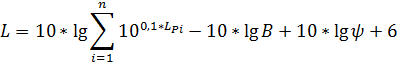 L = 10 * lg ∑_{i=1}^{n} 10^{0,1*L_{Pi}} − 10 * lg B + 10 * lg ψ + 6